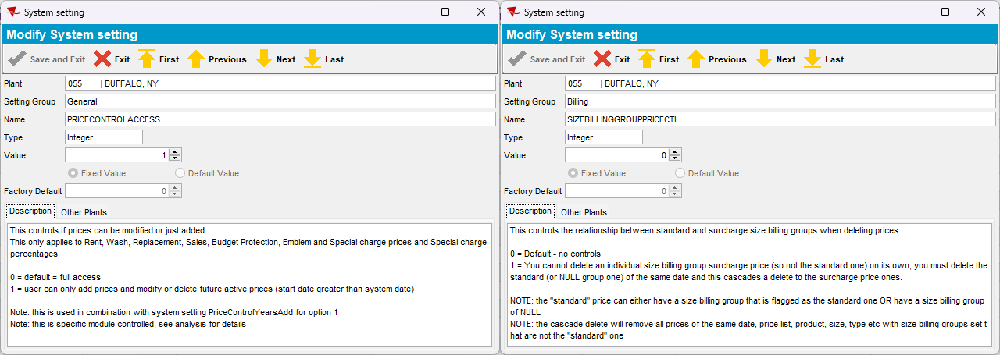 System setting
Modify System setting
Save and Exit Exit First Previous Next Last
Plant 055 | BUFFALO, NY
Setting Group General
Name PRICECONTROLACCESS
Type Integer
Value 1
Fixed Value Default Value
Factory Default 0
Description Other Plants
This controls if prices can be modified or just added
This only applies to Rent, Wash, Replacement, Sales, Budget Protection, Emblem and Special charge prices and Special charge
percentages
0 = default = full access
1 = user can only add prices and modify or delete future active prices (start date greater than system date)
Note: this is used in combination with system setting PriceControlYearsAdd for option 1
Note: this is specific module controlled, see analysis for details
System setting
Modify System setting
Save and Exit Exit First Previous Next Last
Plant 055 | BUFFALO, NY
Setting Group Billing
Name SIZEBILLINGGROUPPRICECTL
Type Integer
Value 0
Fixed Value Default Value
Factory Default 0
Description Other Plants
This controls the relationship between standard and surcharge size billing groups when deleting prices
0 = Default - no controls
1 = You cannot delete an individual size billing group surcharge price (so not the standard one) on its own, you must delete the
standard (or NULL group one) of the same date and this cascades a delete to the surcharge price ones.
NOTE: the "standard" price can either have a size billing group that is flagged as the standard one OR have a size billing group
of NULL
NOTE: the cascade delete will remove all prices of the same date, price list, product, size, type etc with size billing groups set t
hat are not the "standard" one